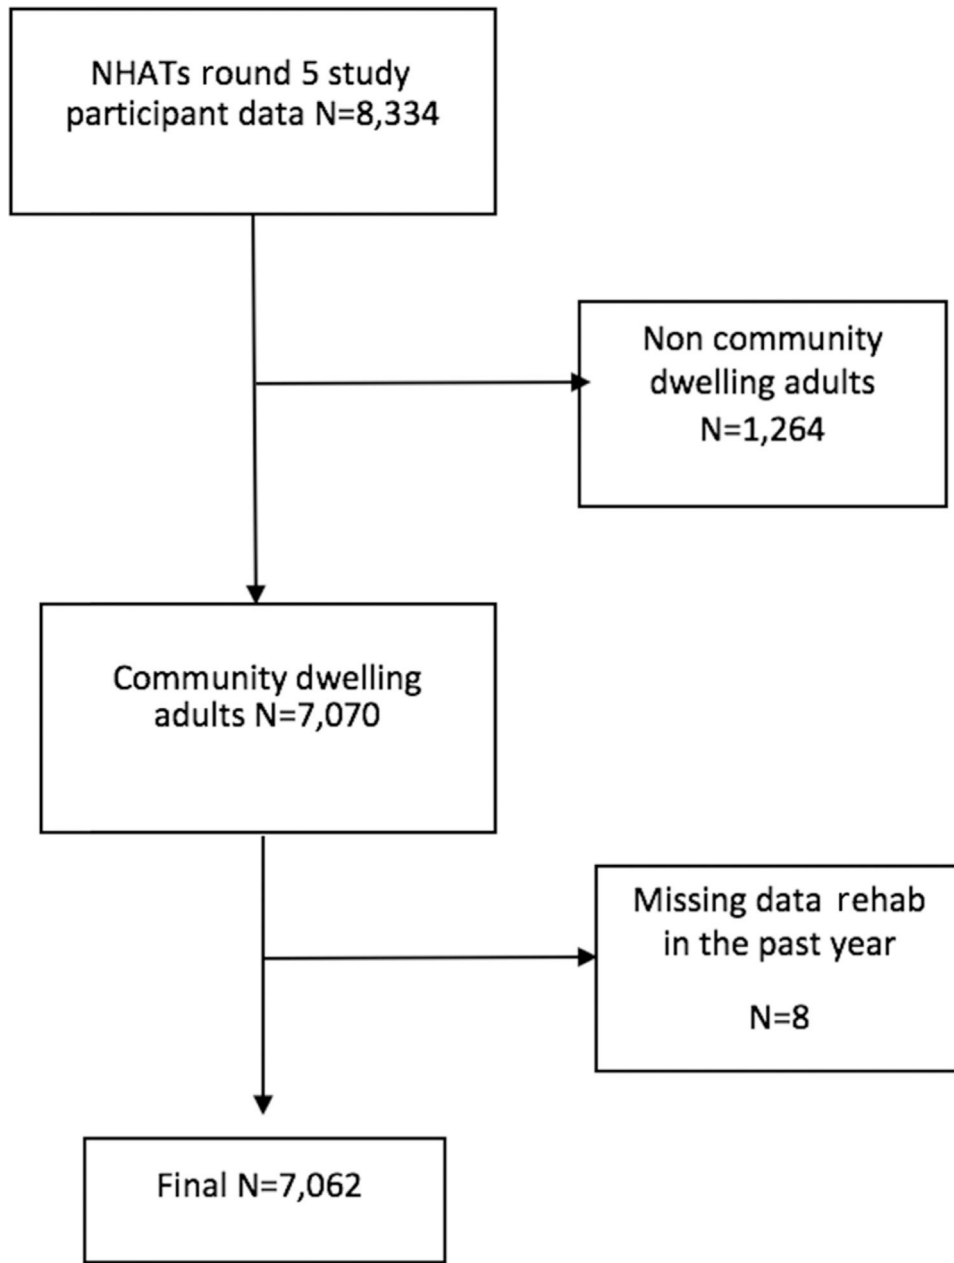 NHATs round 5 study
participant data N=8,334
Non community
dwelling adults
N=1,264
Community dwelling
adults N=7,070
Missing data rehab
in the past year
N=8
Final N=7,062